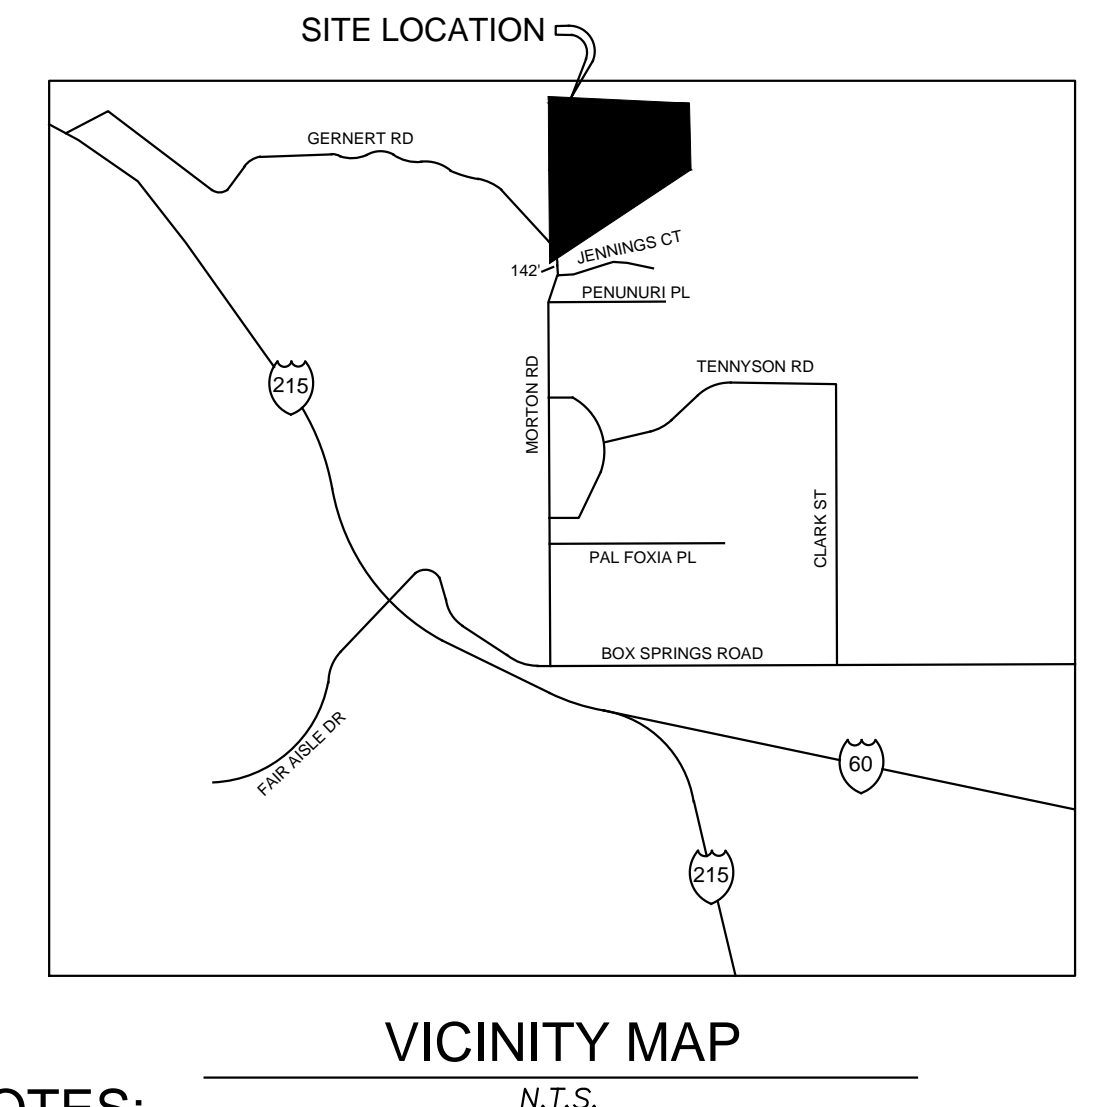 SITE LOCATION
GERNERT RD
JENNINGS CT
142'
PENUNURI PL
MORTON RD
TENNYSON RD
215
CLARK ST
PAL FOXIA PL
BOX SPRINGS ROAD
FAIR AISLE DR
60
215
VICINITY MAP
N.T.S.
OTES: